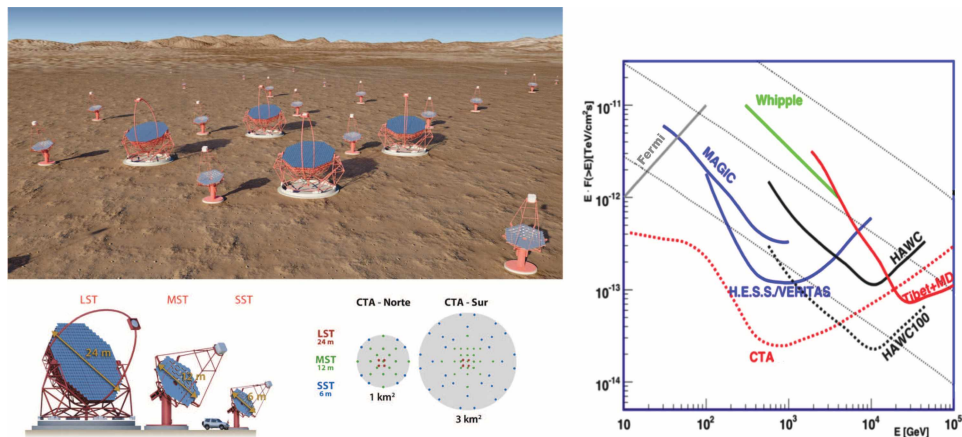 LST MST SST
24 m
12 m
6 m
CTA - Norte CTA - Sur
LST
24 m
MST
12 m
SST
6 m
1 km²
3 km²
E · F(>E)[TeV/cm²s]
10⁻¹¹
10⁻¹²
10⁻¹³
10⁻¹⁴
Fermi
Whipple
MAGIC
HAWC
H.E.S.S./VERITAS
Tibet+MD
CTA
HAWC100
10 10² 10³ 10⁴ 10⁵
E [GeV]